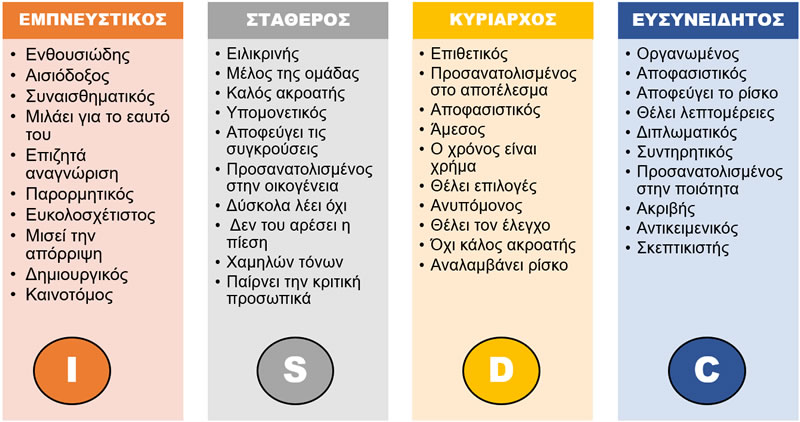 ΕΜΠΝΕΥΣΤΙΚΟΣ
• Ενθουσιώδης
• Αισιόδοξος
• Συναισθηματικός
• Μιλάει για το εαυτό
του
• Επιζητά
αναγνώριση
• Παρορμητικός
• Ευκολοσχέτιστος
• Μισεί την
απόρριψη
• Δημιουργικός
• Καινοτόμος
I
ΣΤΑΘΕΡΟΣ
• Ειλικρινής
• Μέλος της ομάδας
• Καλός ακροατής
• Υπομονετικός
• Αποφεύγει τις
συγκρούσεις
• Προσανατολισμένος
στην οικογένεια
• Δύσκολα λέει όχι
• Δεν του αρέσει η
πίεση
• Χαμηλών τόνων
• Παίρνει την κριτική
προσωπικά
S
ΚΥΡΙΑΡΧΟΣ
• Επιθετικός
• Προσανατολισμένος
στο αποτέλεσμα
• Αποφασιστικός
• Άμεσος
• Ο χρόνος είναι
χρήμα
• Θέλει επιλογές
• Ανυπόμονος
• Θέλει τον έλεγχο
• Όχι κάλος ακροατής
• Αναλαμβάνει ρίσκο
D
ΕΥΣΥΝΕΙΔΗΤΟΣ
• Οργανωμένος
• Αποφασιστικός
• Αποφεύγει το ρίσκο
• Θέλει λεπτομέρειες
• Διπλωματικός
• Συντηρητικός
• Προσανατολισμένος
στην ποιότητα
• Ακριβής
• Αντικειμενικός
• Σκεπτικιστής
C